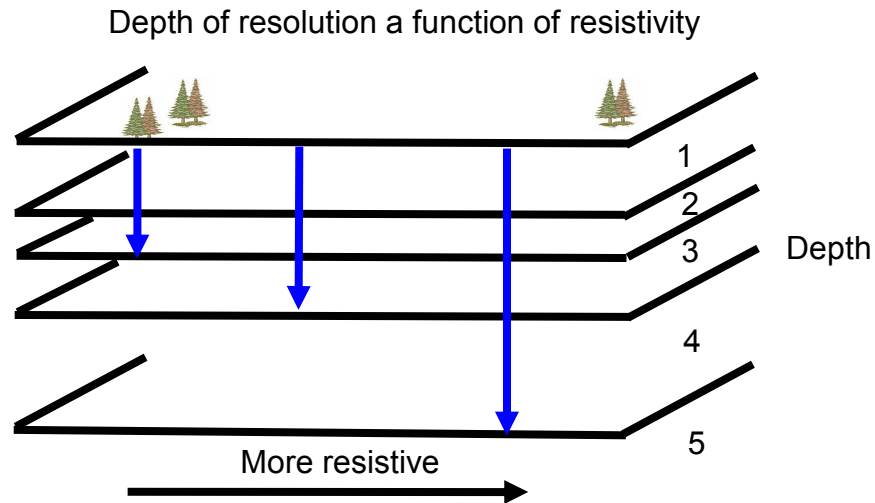 Depth of resolution a function of resistivity
1
2
3
Depth
4
5
More resistive